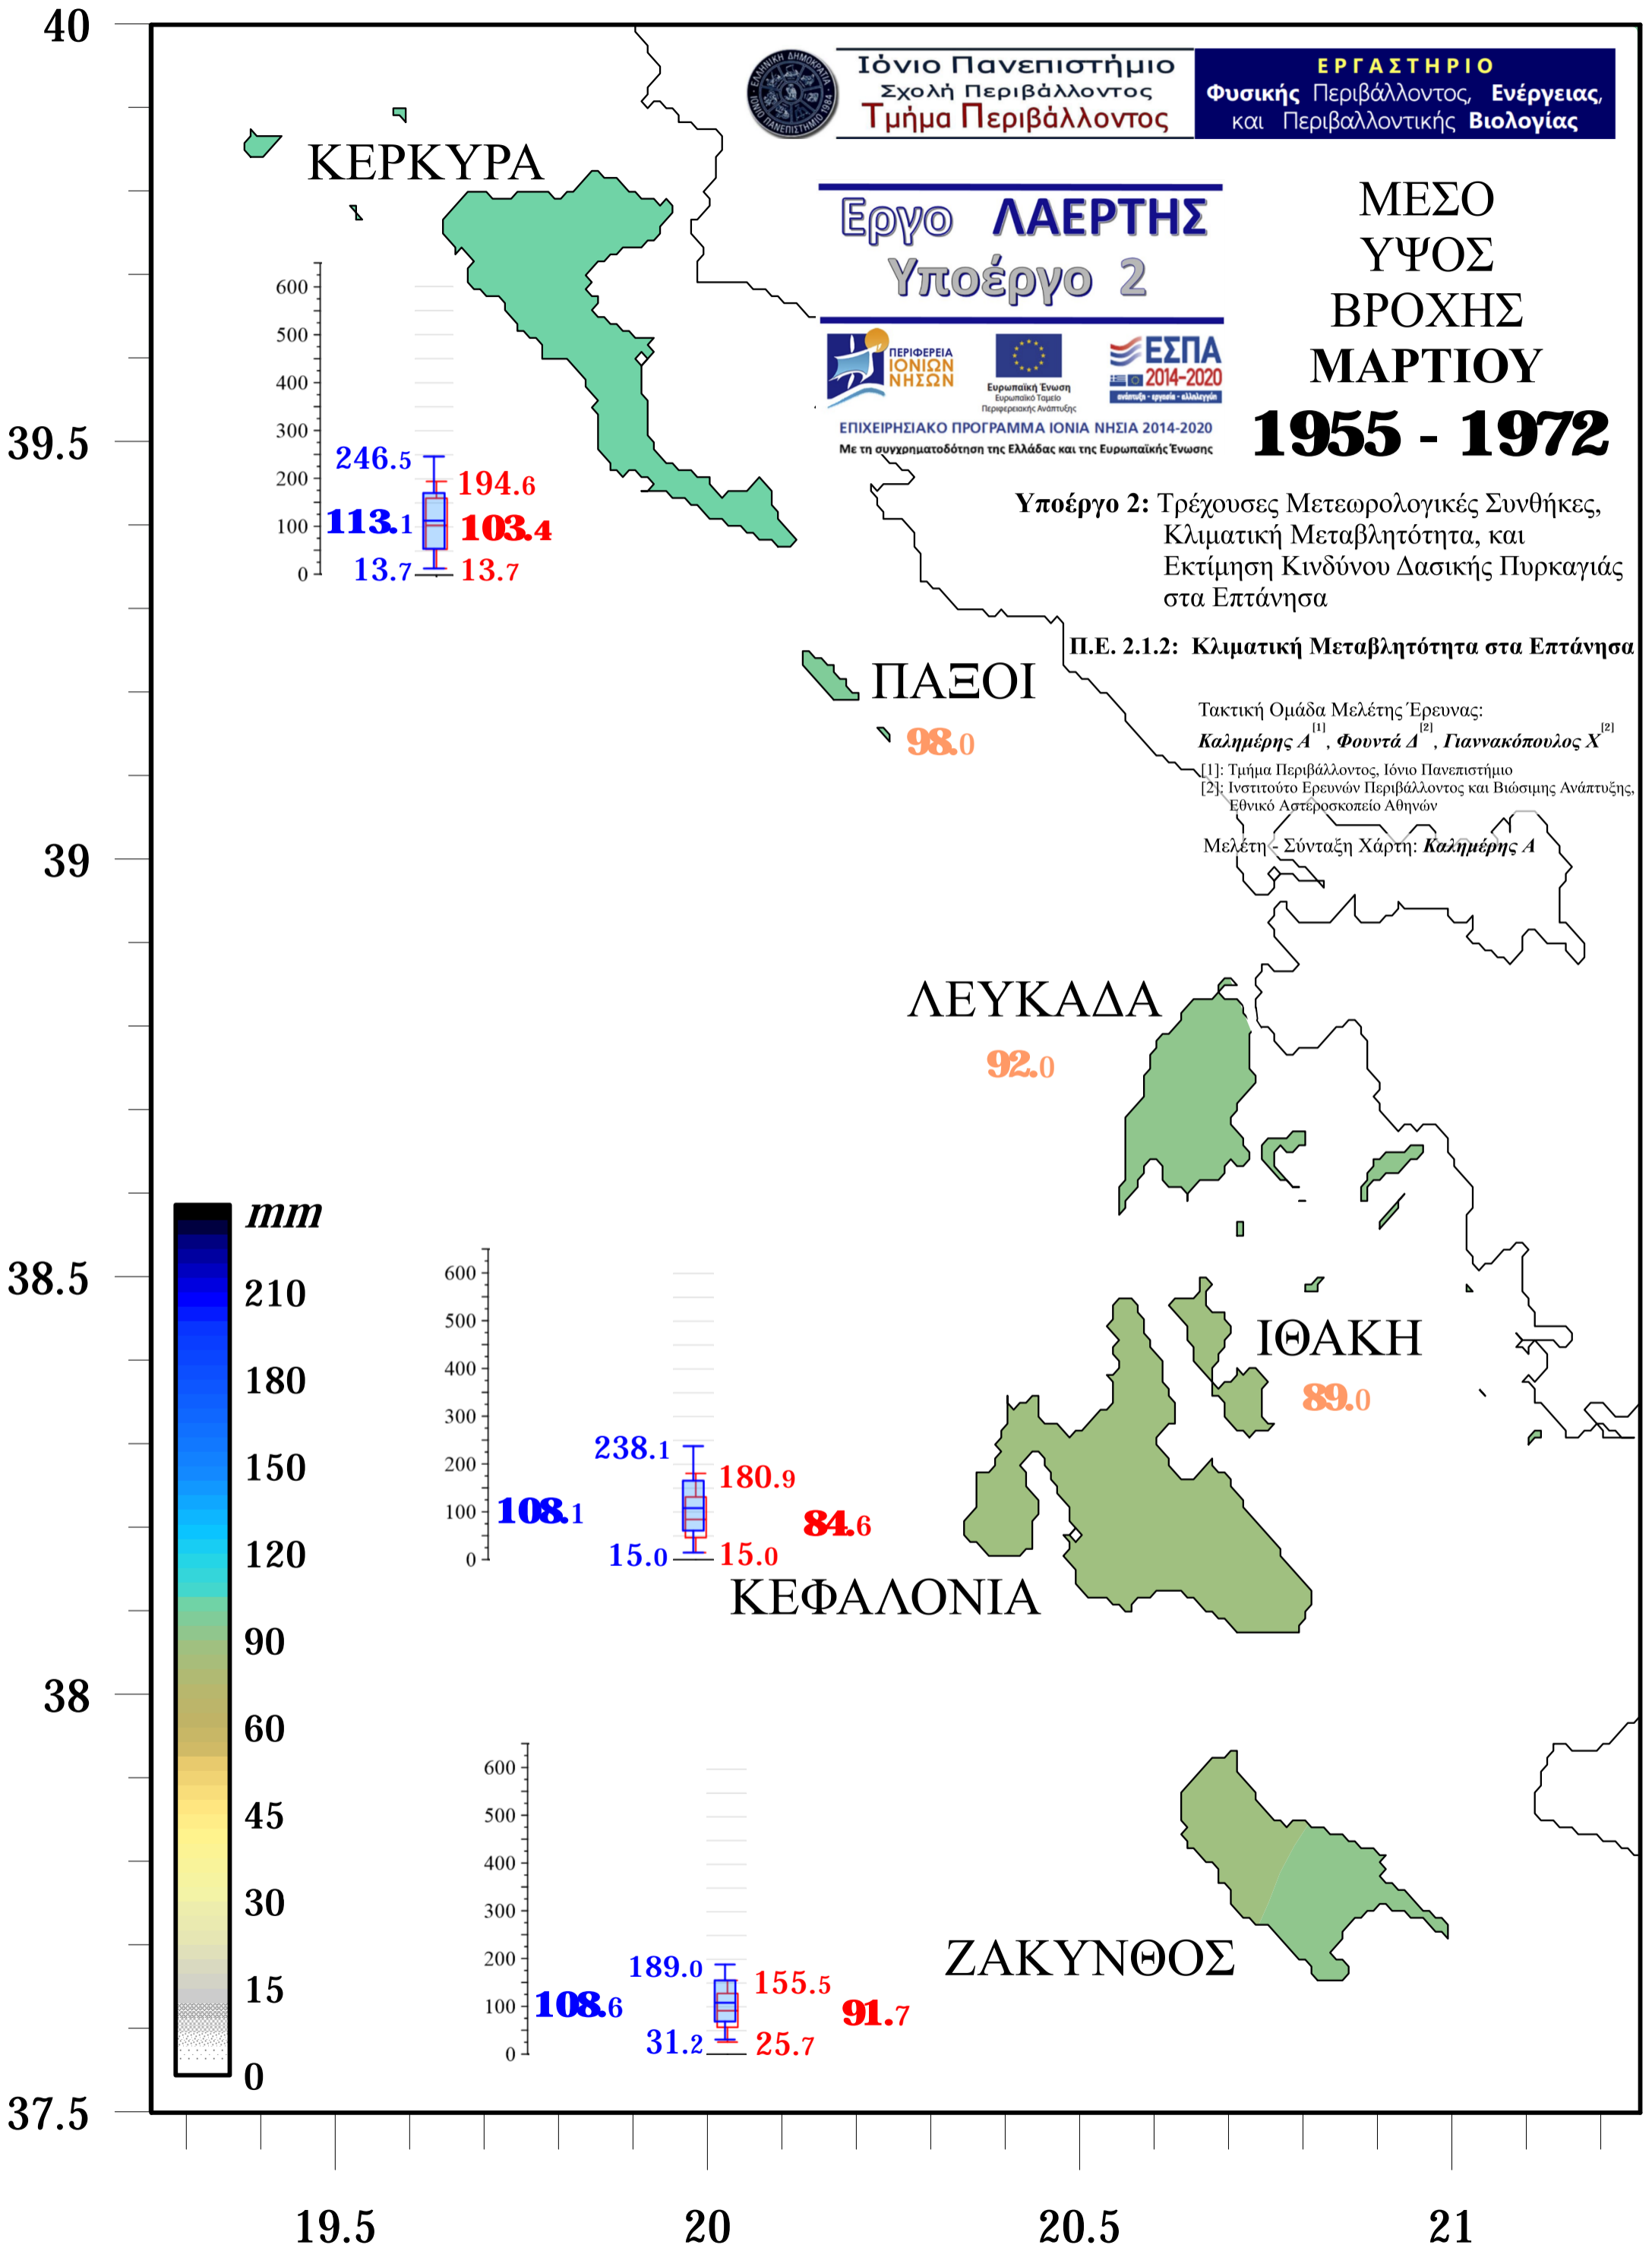 40
39.5
39
38.5
38
37.5
19.5
20
20.5
21
Ιόνιο Πανεπιστήμιο
Σχολή Περιβάλλοντος
Τμήμα Περιβάλλοντος
ΕΡΓΑΣΤΗΡΙΟ
Φυσικής Περιβάλλοντος, Ενέργειας,
και Περιβαλλοντικής Βιολογίας
Εργο ΛΑΕΡΤΗΣ
Υποέργο 2
ΠΕΡΙΦΕΡΕΙΑ
ΙΟΝΙΩΝ
ΝΗΣΩΝ
Ευρωπαϊκή Ένωση
Ευρωπαϊκό Ταμείο
Περιφερειακής Ανάπτυξης
ΕΣΠΑ
2014-2020
ανάπτυξη - εργασία - αλληλεγγύη
ΕΠΙΧΕΙΡΗΣΙΑΚΟ ΠΡΟΓΡΑΜΜΑ ΙΟΝΙΑ ΝΗΣΙΑ 2014-2020
Με τη συγχρηματοδότηση της Ελλάδας και της Ευρωπαϊκής Ένωσης
ΜΕΣΟ
ΥΨΟΣ
ΒΡΟΧΗΣ
ΜΑΡΤΙΟΥ
1955 - 1972
Υποέργο 2: Τρέχουσες Μετεωρολογικές Συνθήκες,
Κλιματική Μεταβλητότητα, και
Εκτίμηση Κινδύνου Δασικής Πυρκαγιάς
στα Επτάνησα
Π.Ε. 2.1.2: Κλιματική Μεταβλητότητα στα Επτάνησα
Τακτική Ομάδα Μελέτης Έρευνας:
Καλημέρης Α[1], Φουντά Δ[2], Γιαννακόπουλος Χ[2]
[1]: Τμήμα Περιβάλλοντος, Ιόνιο Πανεπιστήμιο
[2]: Ινστιτούτο Ερευνών Περιβάλλοντος και Βιώσιμης Ανάπτυξης,
Εθνικό Αστεροσκοπείο Αθηνών
Μελέτη - Σύνταξη Χάρτη: Καλημέρης Α
ΚΕΡΚΥΡΑ
600
500
400
300
200
100
0
246.5
194.6
113.1
103.4
13.7
13.7
ΠΑΞΟΙ
98.0
ΛΕΥΚΑΔΑ
92.0
ΙΘΑΚΗ
89.0
600
500
400
300
200
100
0
238.1
180.9
108.1
84.6
15.0
15.0
ΚΕΦΑΛΟΝΙΑ
600
500
400
300
200
100
0
189.0
155.5
108.6
91.7
31.2
25.7
ΖΑΚΥΝΘΟΣ
mm
210
180
150
120
90
60
45
30
15
0